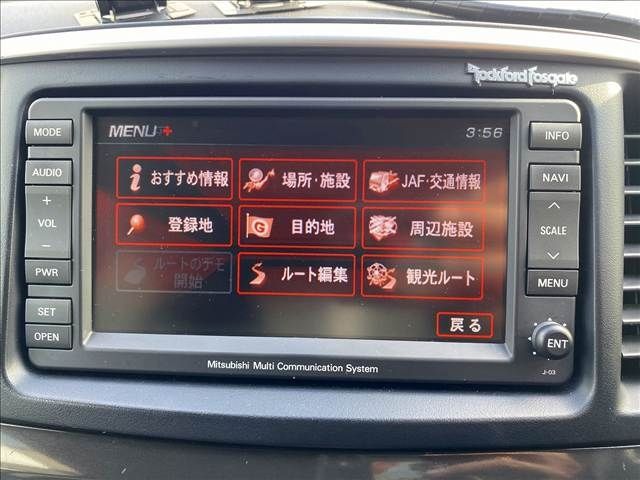 Rockford Fosgate
MODE
AUDIO
+
VOL
−
PWR
SET
OPEN
MENU+
3:56
おすすめ情報
場所・施設
JAF・交通情報
登録地
目的地
周辺施設
ルートのデモ
開始
ルート編集
観光ルート
戻る
INFO
NAVI
SCALE
MENU
ENT
J-03
Mitsubishi Multi Communication System